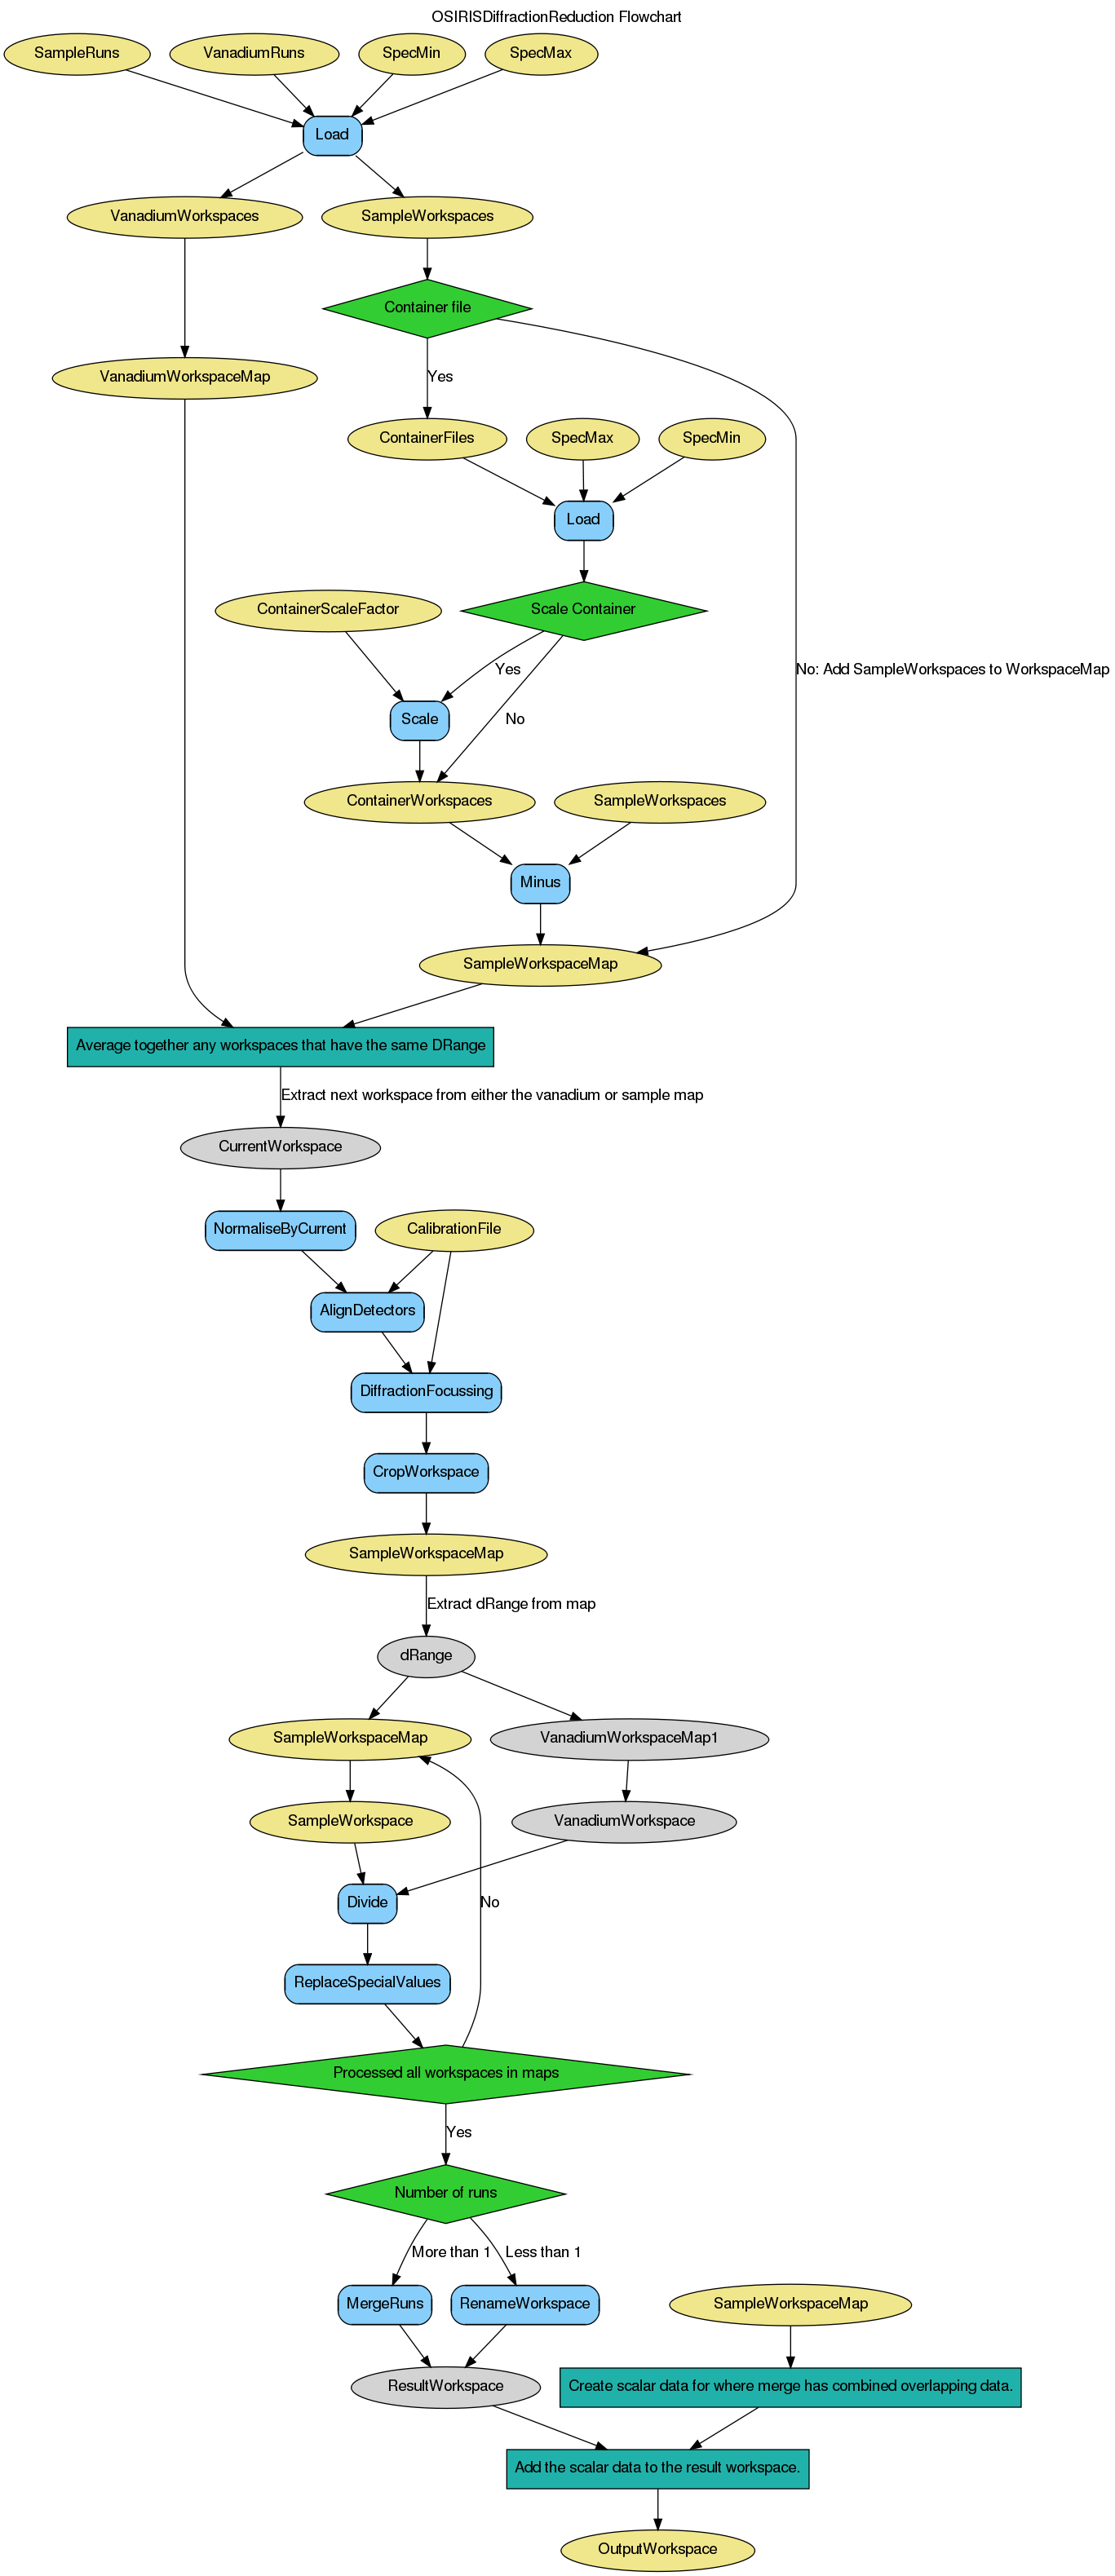 OSIRISDiffractionReduction Flowchart
SampleRuns
VanadiumRuns
SpecMin
SpecMax
Load
VanadiumWorkspaces
SampleWorkspaces
Container file
VanadiumWorkspaceMap
Yes
ContainerFiles
SpecMax
SpecMin
Load
ContainerScaleFactor
Scale Container
Yes
No: Add SampleWorkspaces to WorkspaceMap
Scale
No
ContainerWorkspaces
SampleWorkspaces
Minus
SampleWorkspaceMap
Average together any workspaces that have the same DRange
Extract next workspace from either the vanadium or sample map
CurrentWorkspace
NormaliseByCurrent
CalibrationFile
AlignDetectors
DiffractionFocussing
CropWorkspace
SampleWorkspaceMap
Extract dRange from map
dRange
SampleWorkspaceMap
VanadiumWorkspaceMap1
SampleWorkspace
VanadiumWorkspace
Divide
No
ReplaceSpecialValues
Processed all workspaces in maps
Yes
Number of runs
More than 1
Less than 1
MergeRuns
RenameWorkspace
SampleWorkspaceMap
ResultWorkspace
Create scalar data for where merge has combined overlapping data.
Add the scalar data to the result workspace.
OutputWorkspace